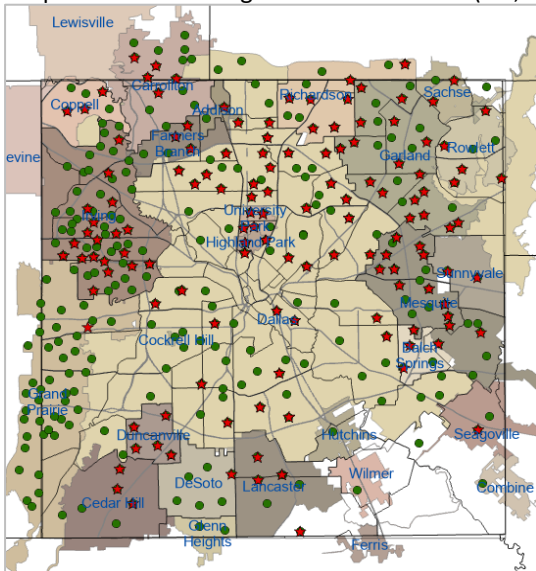 Lewisville
Carrollton
Coppell
Addison
Richardson
Sachse
Farmers
Branch
Garland
Rowlett
evine
Irving
University
Park
Highland Park
Sunnyvale
Mesquite
Dallas
Cockrell Hill
Balch
Springs
Grand
Prairie
Duncanville
Hutchins
Seagoville
Wilmer
DeSoto
Lancaster
Combine
Cedar Hill
Glenn
Heights
Ferris